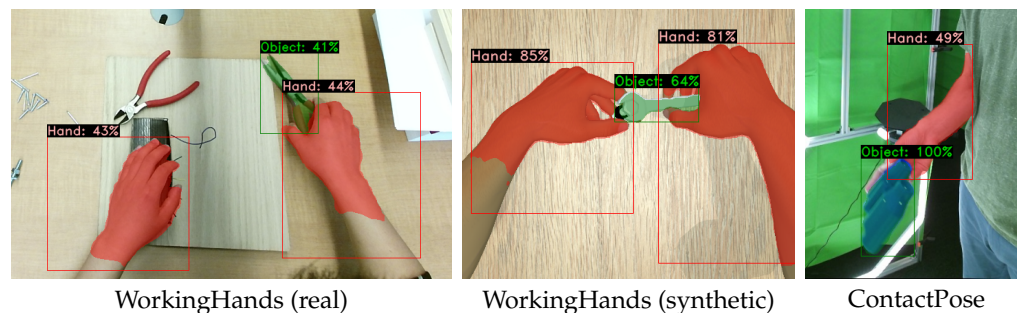 Object: 41%
Hand: 44%
Hand: 43%
Hand: 85%
Object: 64%
Hand: 81%
Hand: 49%
Object: 100%
WorkingHands (real)
WorkingHands (synthetic)
ContactPose